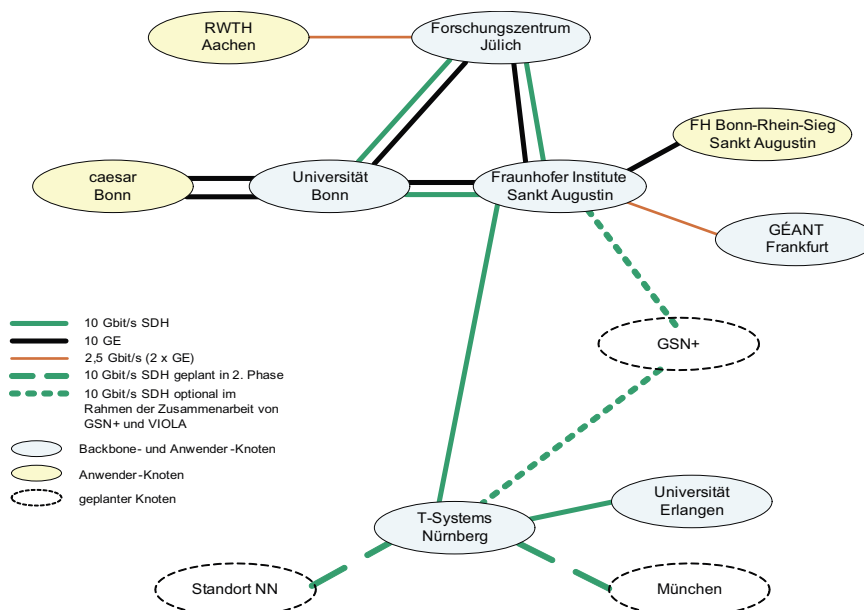 RWTH
Aachen
Forschungszentrum
Jülich
FH Bonn-Rhein-Sieg
Sankt Augustin
caesar
Bonn
Universität
Bonn
Fraunhofer Institute
Sankt Augustin
GÉANT
Frankfurt
10 Gbit/s SDH
10 GE
2,5 Gbit/s (2 x GE)
10 Gbit/s SDH geplant in 2. Phase
10 Gbit/s SDH optional im
Rahmen der Zusammenarbeit von
GSN+ und VIOLA
GSN+
Backbone- und Anwender-Knoten
Anwender-Knoten
geplanter Knoten
Universität
Erlangen
T-Systems
Nürnberg
Standort NN
München